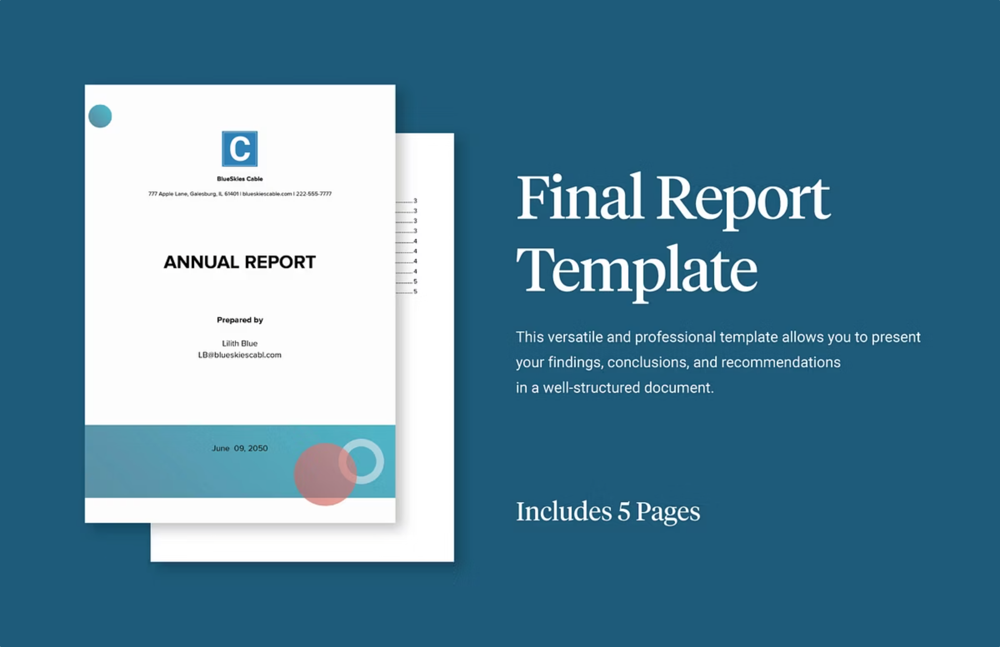 C
BlueSkies Cable
777 Apple Lane, Galesburg, IL 61401 | blueskiescable.com | 222-555-7777
ANNUAL REPORT
Prepared by
Lilith Blue
LB@blueskiescabl.com
June 09, 2050
3
3
3
3
4
4
4
4
5
5
Final Report
Template
This versatile and professional template allows you to present
your findings, conclusions, and recommendations
in a well-structured document.
Includes 5 Pages